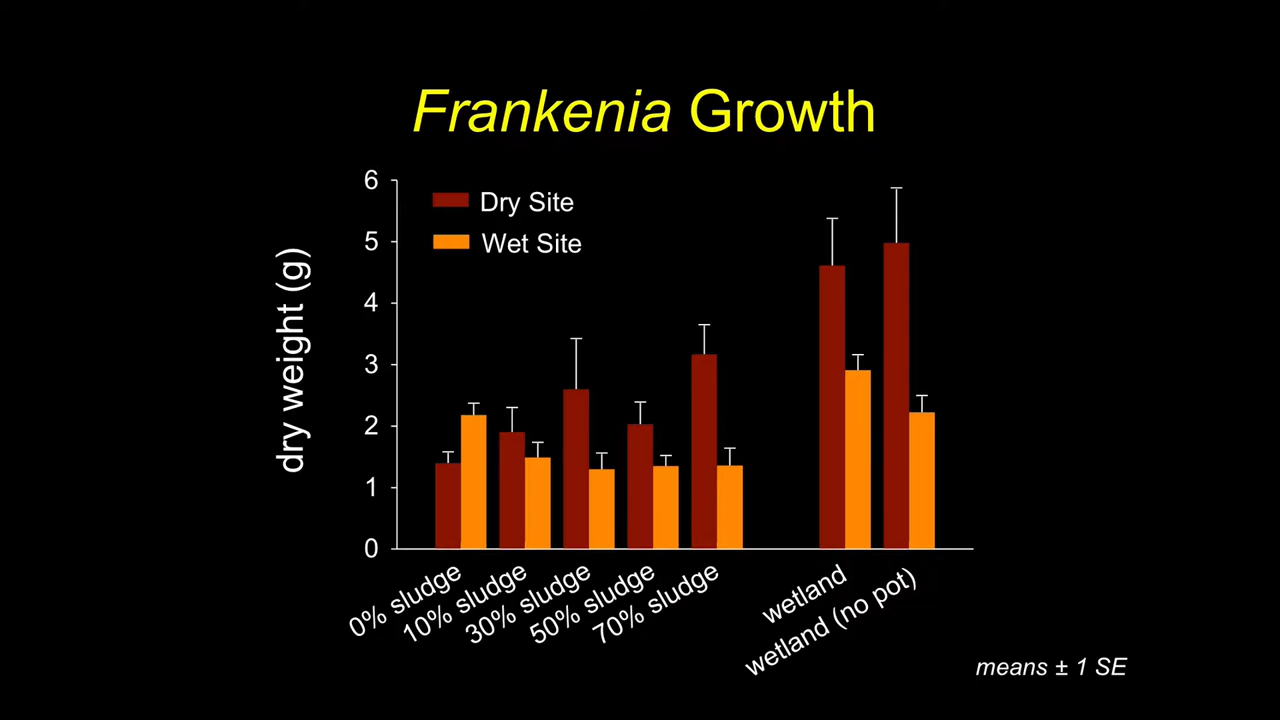 Frankenia Growth
6
5
4
3
2
1
0
dry weight (g)
Dry Site
Wet Site
0% sludge
10% sludge
30% sludge
50% sludge
70% sludge
wetland
wetland (no pot)
means ± 1 SE